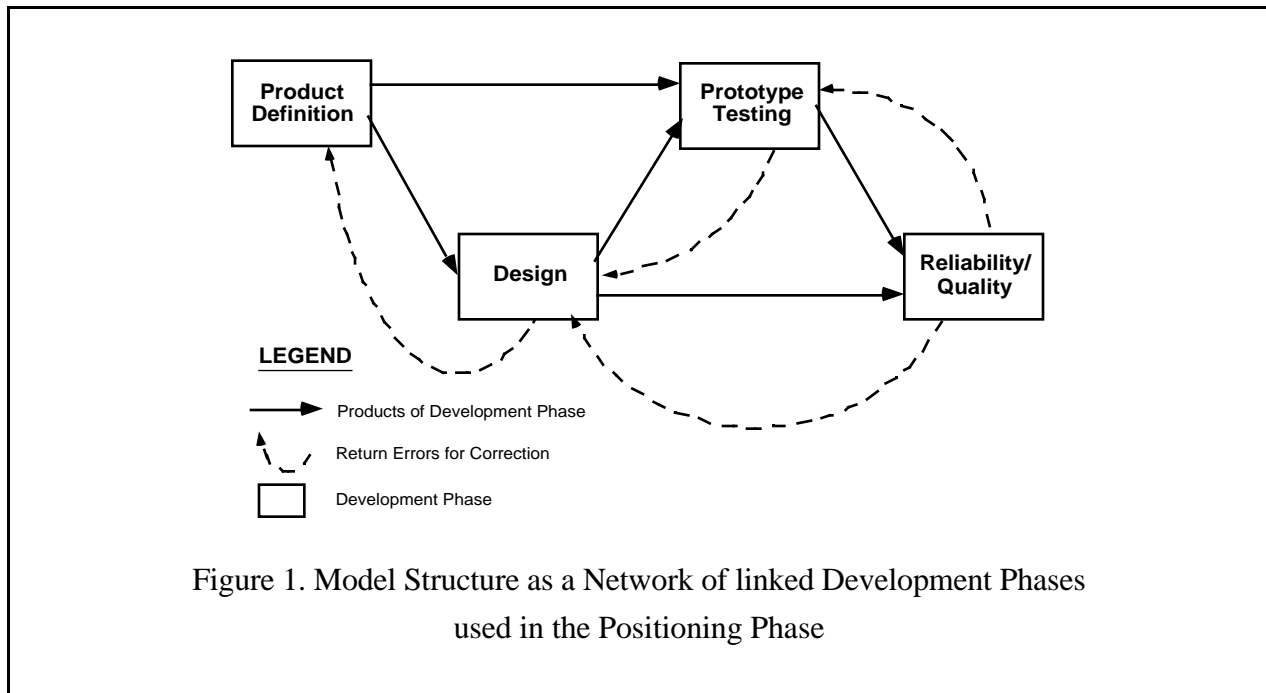 Product
Definition
Prototype
Testing
Design
Reliability/
Quality
LEGEND
Products of Development Phase
Return Errors for Correction
Development Phase
Figure 1. Model Structure as a Network of linked Development Phases
used in the Positioning Phase